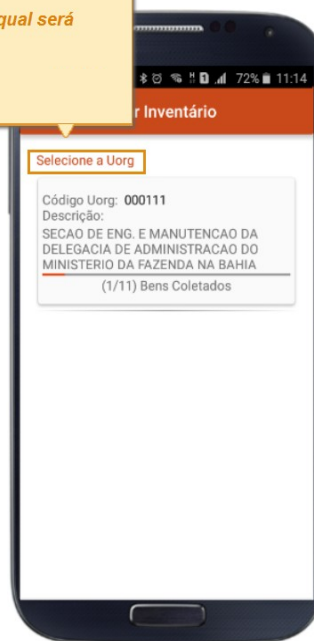 qual será
72% 11:14
r Inventário
Selecione a Uorg
Código Uorg: 000111
Descrição:
SECAO DE ENG. E MANUTENCAO DA
DELEGACIA DE ADMINISTRACAO DO
MINISTERIO DA FAZENDA NA BAHIA
(1/11) Bens Coletados